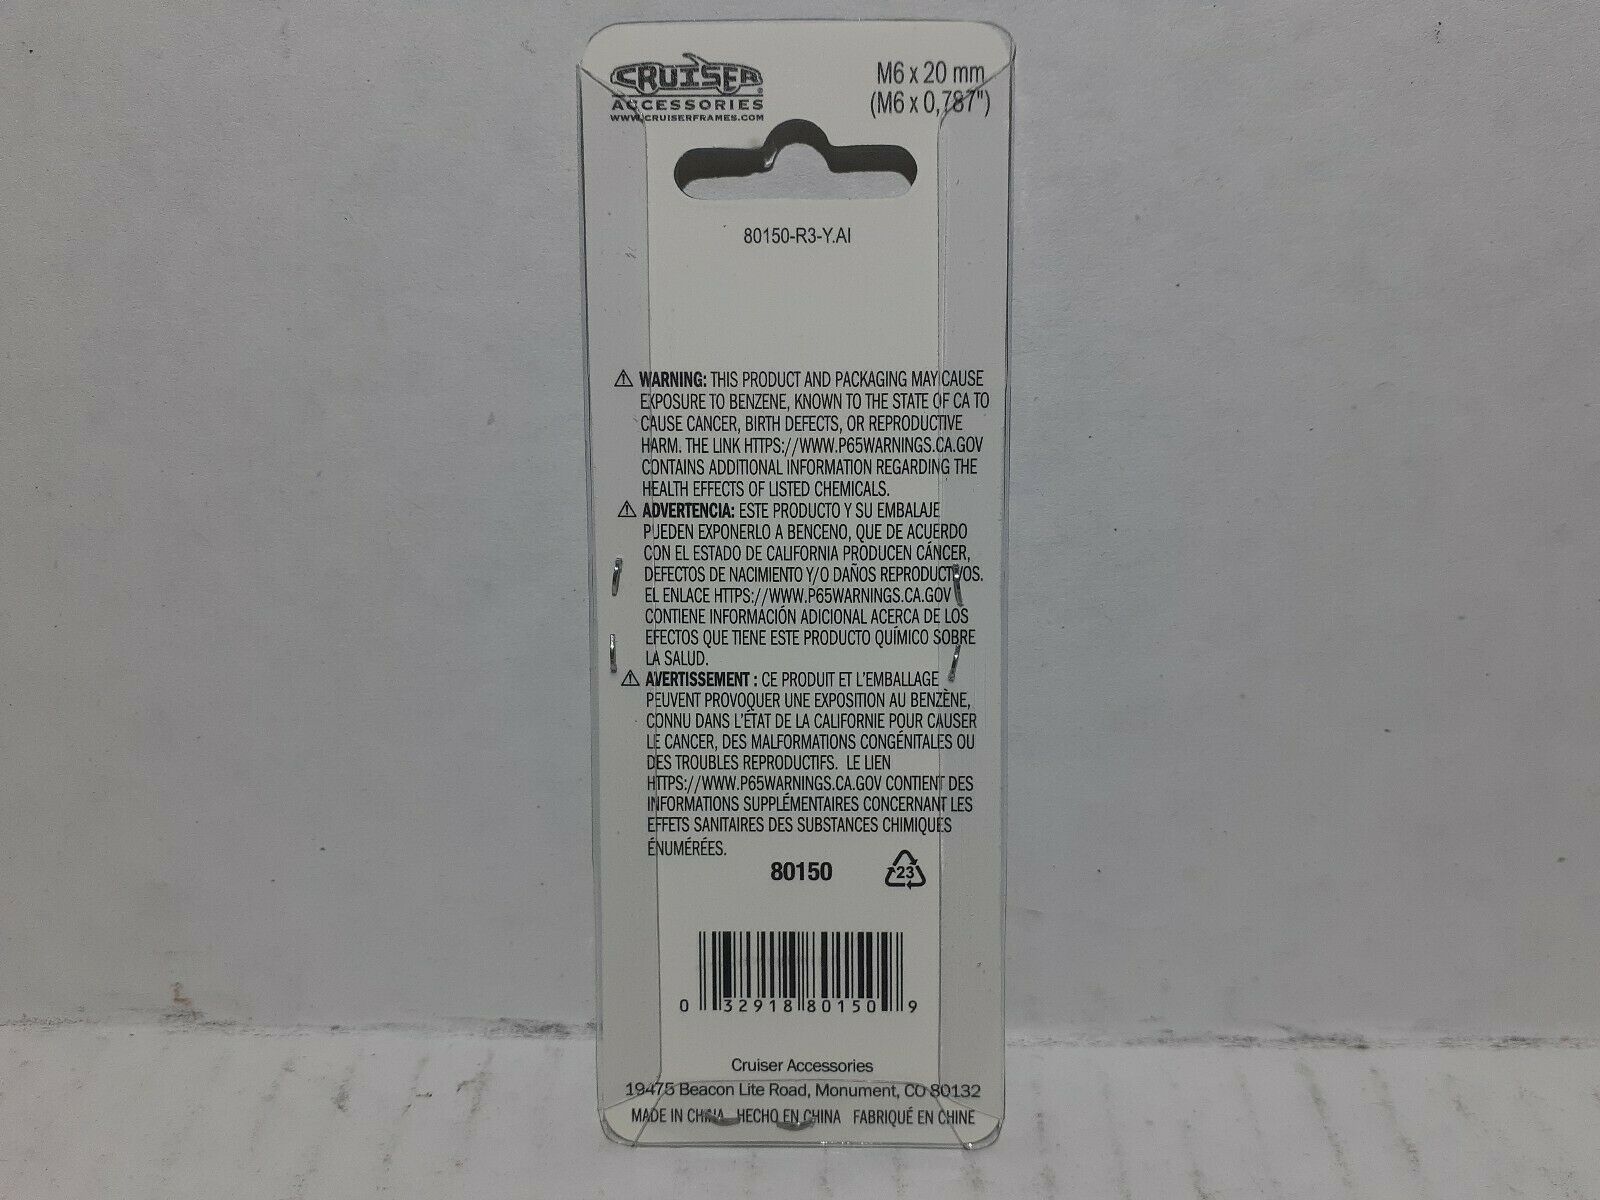 CRUISER
ACCESSORIES
WWW.CRUISERFRAMES.COM
M6 x 20 mm
(M6 x 0,787")
80150-R3-Y.AI
⚠ WARNING: THIS PRODUCT AND PACKAGING MAY CAUSE
EXPOSURE TO BENZENE, KNOWN TO THE STATE OF CA TO
CAUSE CANCER, BIRTH DEFECTS, OR REPRODUCTIVE
HARM. THE LINK HTTPS://WWW.P65WARNINGS.CA.GOV
CONTAINS ADDITIONAL INFORMATION REGARDING THE
HEALTH EFFECTS OF LISTED CHEMICALS.
⚠ ADVERTENCIA: ESTE PRODUCTO Y SU EMBALAJE
PUEDEN EXPONERLO A BENCENO, QUE DE ACUERDO
CON EL ESTADO DE CALIFORNIA PRODUCEN CÁNCER,
DEFECTOS DE NACIMIENTO Y/O DAÑOS REPRODUCTIVOS.
EL ENLACE HTTPS://WWW.P65WARNINGS.CA.GOV
CONTIENE INFORMACIÓN ADICIONAL ACERCA DE LOS
EFECTOS QUE TIENE ESTE PRODUCTO QUÍMICO SOBRE
LA SALUD.
⚠ AVERTISSEMENT : CE PRODUIT ET L'EMBALLAGE
PEUVENT PROVOQUER UNE EXPOSITION AU BENZÈNE,
CONNU DANS L'ÉTAT DE LA CALIFORNIE POUR CAUSER
LE CANCER, DES MALFORMATIONS CONGÉNITALES OU
DES TROUBLES REPRODUCTIFS. LE LIEN
HTTPS://WWW.P65WARNINGS.CA.GOV CONTIENT DES
INFORMATIONS SUPPLÉMENTAIRES CONCERNANT LES
EFFETS SANITAIRES DES SUBSTANCES CHIMIQUES
ÉNUMÉRÉES.
80150
23
0 32918 80150 9
Cruiser Accessories
19475 Beacon Lite Road, Monument, CO 80132
MADE IN CHINA HECHO EN CHINA FABRIQUÉ EN CHINE